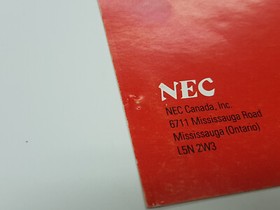 NEC
NEC Canada, Inc.
6711 Mississauga Road
Mississauga (Ontario)
L5N 2W3